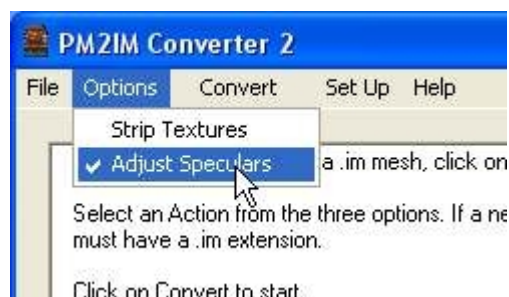 PM2IM Converter 2
File Options Convert Set Up Help
Strip Textures
Adjust Speculars
a .im mesh, click on
Select an Action from the three options. If a ne
must have a .im extension.
Click on Convert to start.